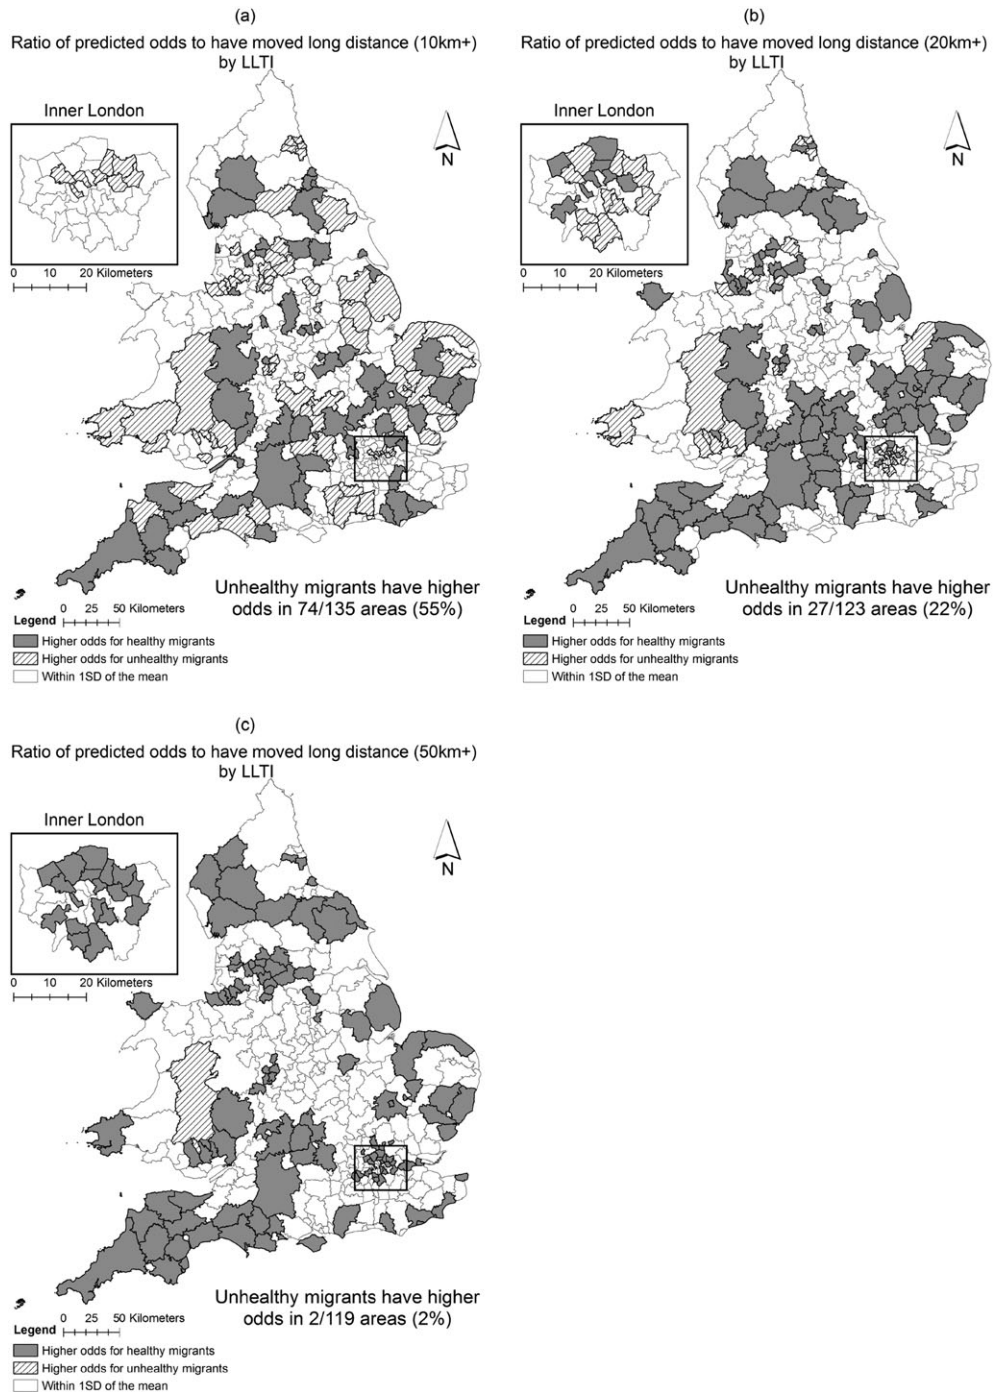 (a)
Ratio of predicted odds to have moved long distance (10km+)
by LLTI
Inner London
N
0 10 20 Kilometers
Unhealthy migrants have higher
odds in 74/135 areas (55%)
0 25 50 Kilometers
Legend
Higher odds for healthy migrants
Higher odds for unhealthy migrants
Within 1SD of the mean
(b)
Ratio of predicted odds to have moved long distance (20km+)
by LLTI
Inner London
N
0 10 20 Kilometers
Unhealthy migrants have higher
odds in 27/123 areas (22%)
0 25 50 Kilometers
Legend
Higher odds for healthy migrants
Higher odds for unhealthy migrants
Within 1SD of the mean
(c)
Ratio of predicted odds to have moved long distance (50km+)
by LLTI
Inner London
N
0 10 20 Kilometers
Unhealthy migrants have higher
odds in 2/119 areas (2%)
0 25 50 Kilometers
Legend
Higher odds for healthy migrants
Higher odds for unhealthy migrants
Within 1SD of the mean